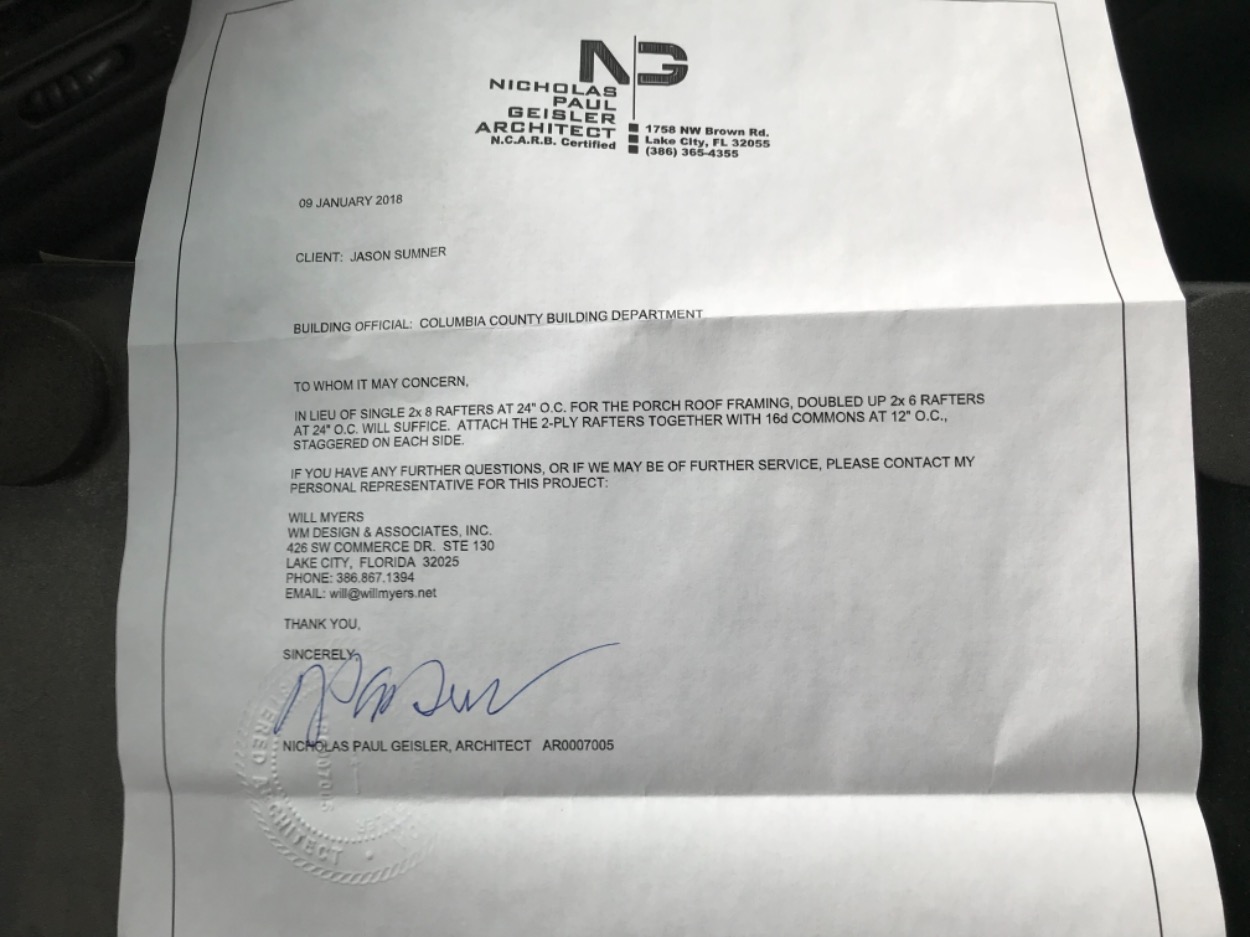 NG
NICHOLAS
PAUL
GEISLER
ARCHITECT
N.C.A.R.B. Certified
1758 NW Brown Rd.
Lake City, FL 32055
(386) 365-4355
09 JANUARY 2018
CLIENT: JASON SUMNER
BUILDING OFFICIAL: COLUMBIA COUNTY BUILDING DEPARTMENT
TO WHOM IT MAY CONCERN,
IN LIEU OF SINGLE 2x 8 RAFTERS AT 24" O.C. FOR THE PORCH ROOF FRAMING, DOUBLED UP 2x 6 RAFTERS
AT 24" O.C. WILL SUFFICE. ATTACH THE 2-PLY RAFTERS TOGETHER WITH 16d COMMONS AT 12" O.C.,
STAGGERED ON EACH SIDE.
IF YOU HAVE ANY FURTHER QUESTIONS, OR IF WE MAY BE OF FURTHER SERVICE, PLEASE CONTACT MY
PERSONAL REPRESENTATIVE FOR THIS PROJECT:
WILL MYERS
WM DESIGN & ASSOCIATES, INC.
426 SW COMMERCE DR. STE 130
LAKE CITY, FLORIDA 32025
PHONE: 386.867.1394
EMAIL: will@willmyers.net
THANK YOU,
SINCERELY,
NICHOLAS PAUL GEISLER, ARCHITECT AR0007005
ARCHITECT